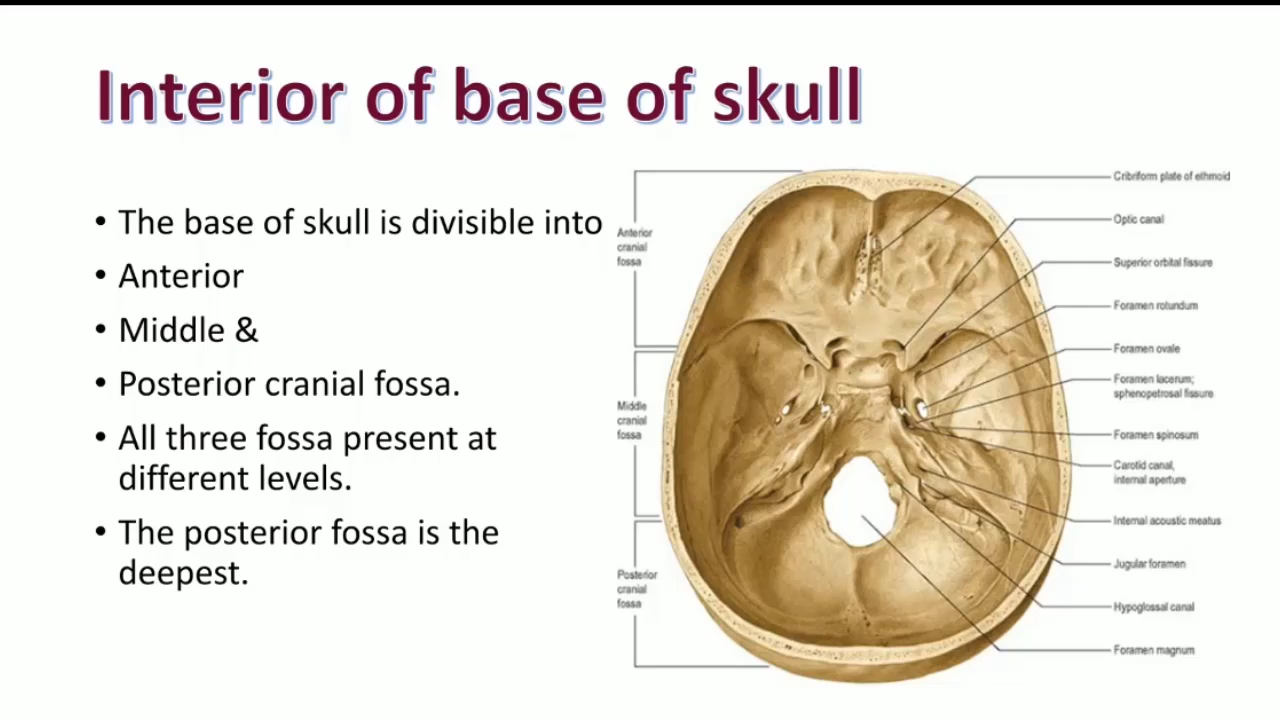 Interior of base of skull
• The base of skull is divisible into
• Anterior
• Middle &
• Posterior cranial fossa.
• All three fossa present at
different levels.
• The posterior fossa is the
deepest.
Anterior
cranial
fossa
Middle
cranial
fossa
Posterior
cranial
fossa
Cribriform plate of ethmoid
Optic canal
Superior orbital fissure
Foramen rotundum
Foramen ovale
Foramen lacerum;
sphenopetrosal fissure
Foramen spinosum
Carotid canal,
internal aperture
Internal acoustic meatus
Jugular foramen
Hypoglossal canal
Foramen magnum